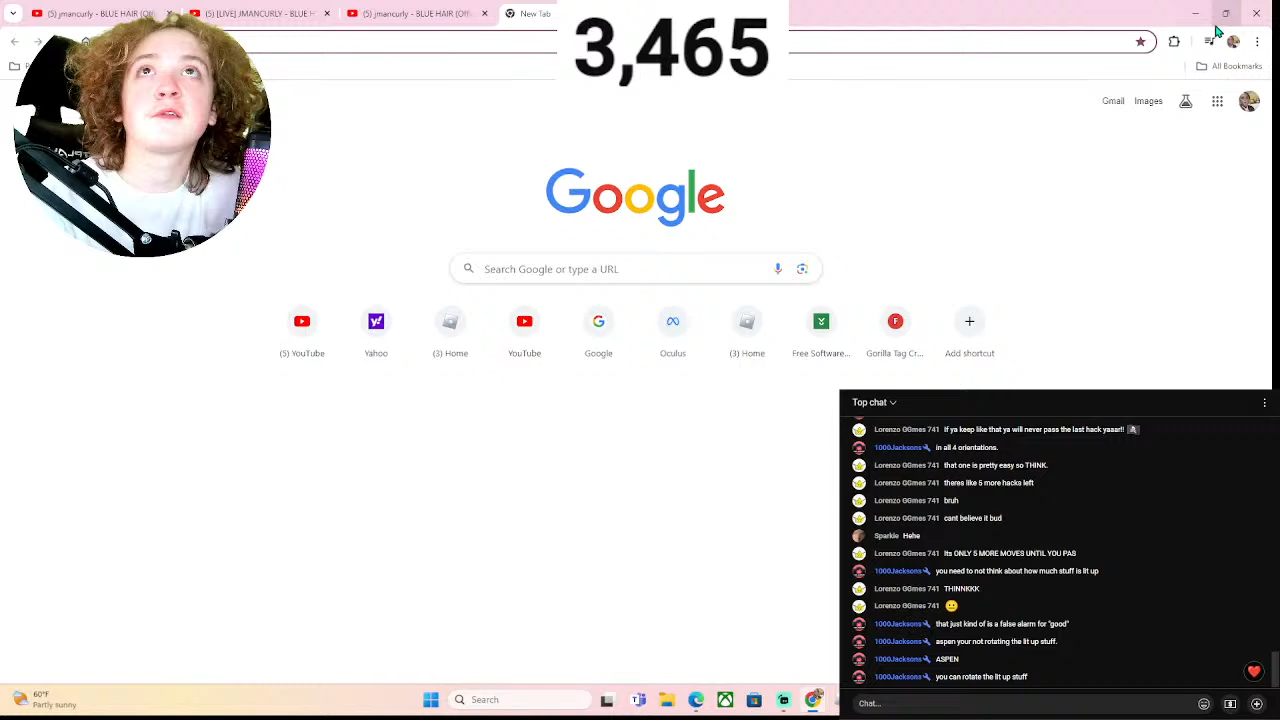 (5) jmancurly - BLUE HAIR (Offi
(5) [LIVE] JMANCURLY - BLUE H
(5) jmancurly - BLUE HAIR (Offi
New Tab
3,465
All Bookmarks
Gmail
Images
Google
Search Google or type a URL
(5) YouTube
Yahoo
(3) Home
YouTube
Google
Oculus
(3) Home
Free Software...
Gorilla Tag Cr...
Add shortcut
Top chat
Lorenzo GGmes 741 If ya keep like that ya will never pass the last hack yaaar!!
1000Jacksons in all 4 orientations.
Lorenzo GGmes 741 that one is pretty easy so THINK.
Lorenzo GGmes 741 theres like 5 more hacks left
Lorenzo GGmes 741 bruh
Lorenzo GGmes 741 cant believe it bud
Sparkie Hehe
Lorenzo GGmes 741 Its ONLY 5 MORE MOVES UNTIL YOU PAS
1000Jacksons you need to not think about how much stuff is lit up
Lorenzo GGmes 741 THINNKKK
Lorenzo GGmes 741
1000Jacksons that just kind of is a false alarm for "good"
1000Jacksons aspen your not rotating the lit up stuff.
1000Jacksons ASPEN
1000Jacksons you can rotate the lit up stuff
Chat...
60°F
Partly sunny
Search